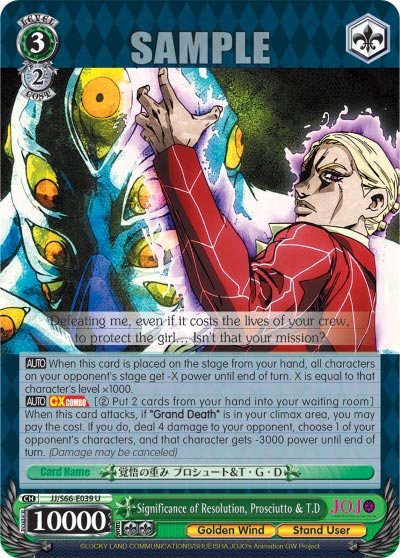 LEVEL
3
2
COST
SAMPLE
Defeating me, even if it costs the lives of your crew,
to protect the girl... Isn't that your mission?
AUTO When this card is placed on the stage from your hand, all characters
on your opponent's stage get -X power until end of turn. X is equal to that
character's level ×1000.
AUTO CX COMBO [② Put 2 cards from your hand into your waiting room]
When this card attacks, if "Grand Death" is in your climax area, you may
pay the cost. If you do, deal 4 damage to your opponent, choose 1 of your
opponent's characters, and that character gets -3000 power until end of
turn. (Damage may be canceled)
Card Name 覚悟の重み プロシュート&T・G・D
CH JJ/S66-E039 U
POWER 10000
Significance of Resolution, Prosciutto & T.D
JOJO
Golden Wind Stand User
©LUCKY LAND COMMUNICATIONS/SHUEISHA,JOJO's Animation GW Project